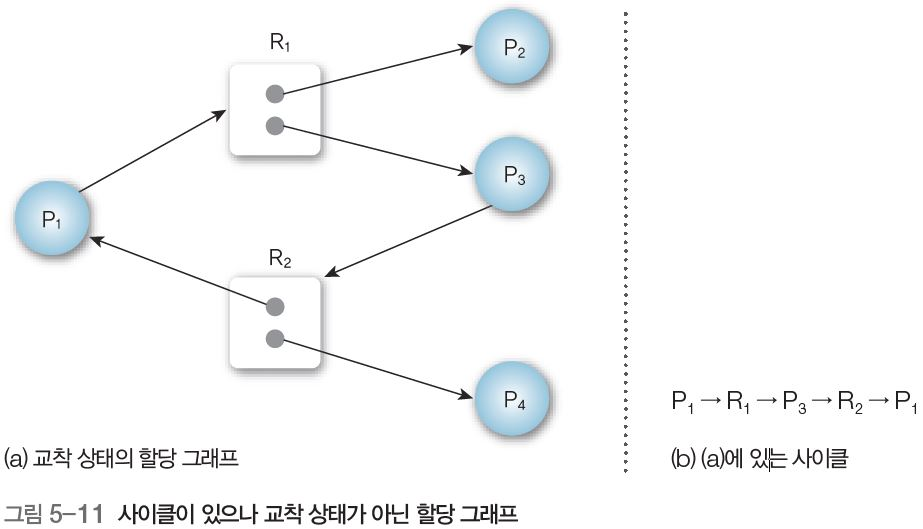 R₁
P₂
P₃
P₁
R₂
P₄
P₁→R₁→P₃→R₂→P₁
(a) 교착 상태의 할당 그래프
(b) (a)에 있는 사이클
그림 5-11 사이클이 있으나 교착 상태가 아닌 할당 그래프